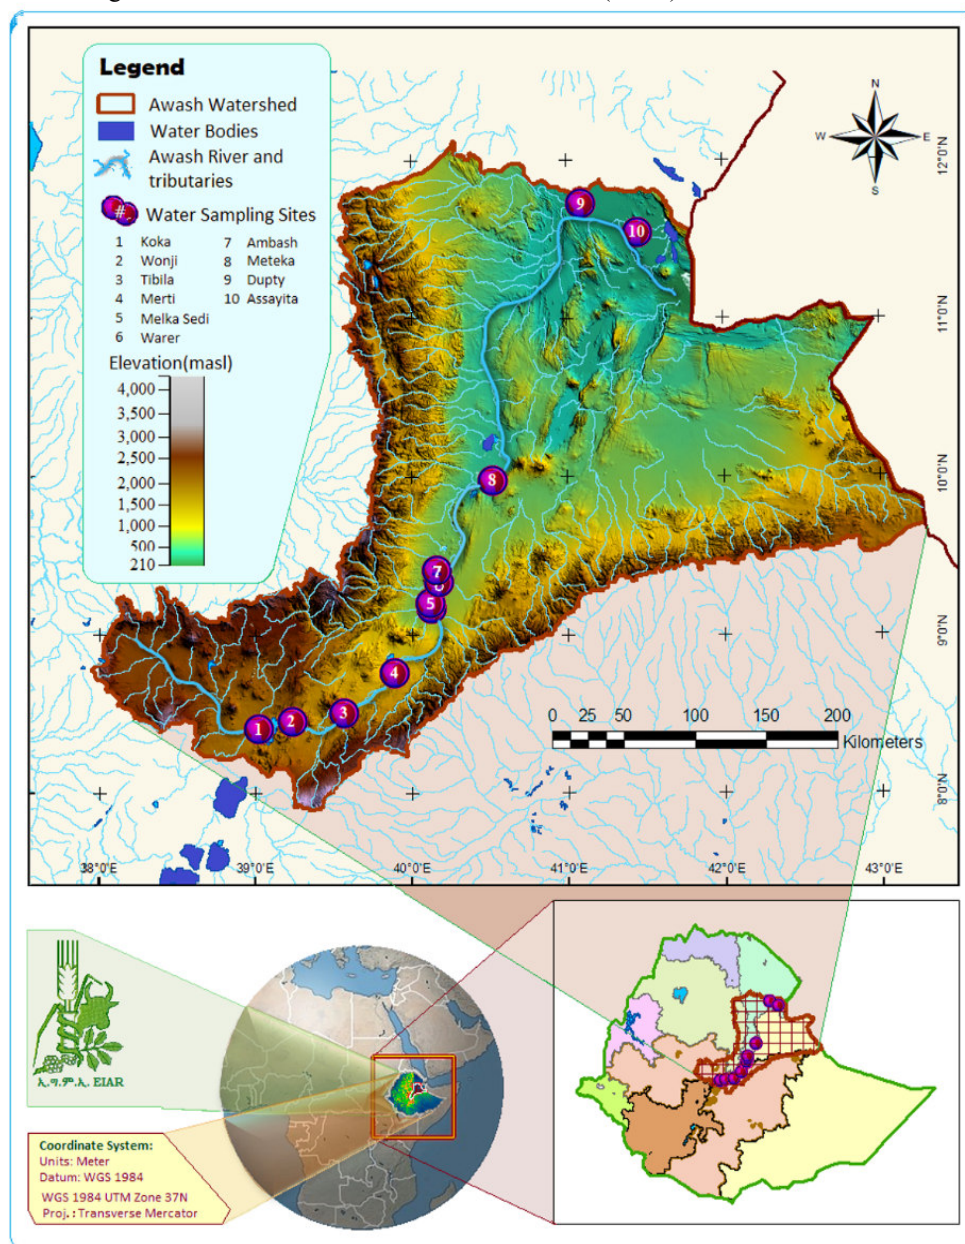 Legend
Awash Watershed
Water Bodies
Awash River and
tributaries
# Water Sampling Sites
1 Koka
2 Wonji
3 Tibila
4 Merti
5 Melka Sedi
6 Warer
7 Ambash
8 Meteka
9 Dupty
10 Assayita
Elevation(masl)
4,000
3,500
3,000
2,500
2,000
1,500
1,000
500
210
N
W E
S
12°0'N
11°0'N
10°0'N
9°0'N
8°0'N
9
10
8
7
5
4
3
2
1
0 25 50 100 150 200
Kilometers
38°0'E 39°0'E 40°0'E 41°0'E 42°0'E 43°0'E
ኢ.ግ.ም.ኢ. EIAR
Coordinate System:
Units: Meter
Datum: WGS 1984
WGS 1984 UTM Zone 37N
Proj. : Transverse Mercator